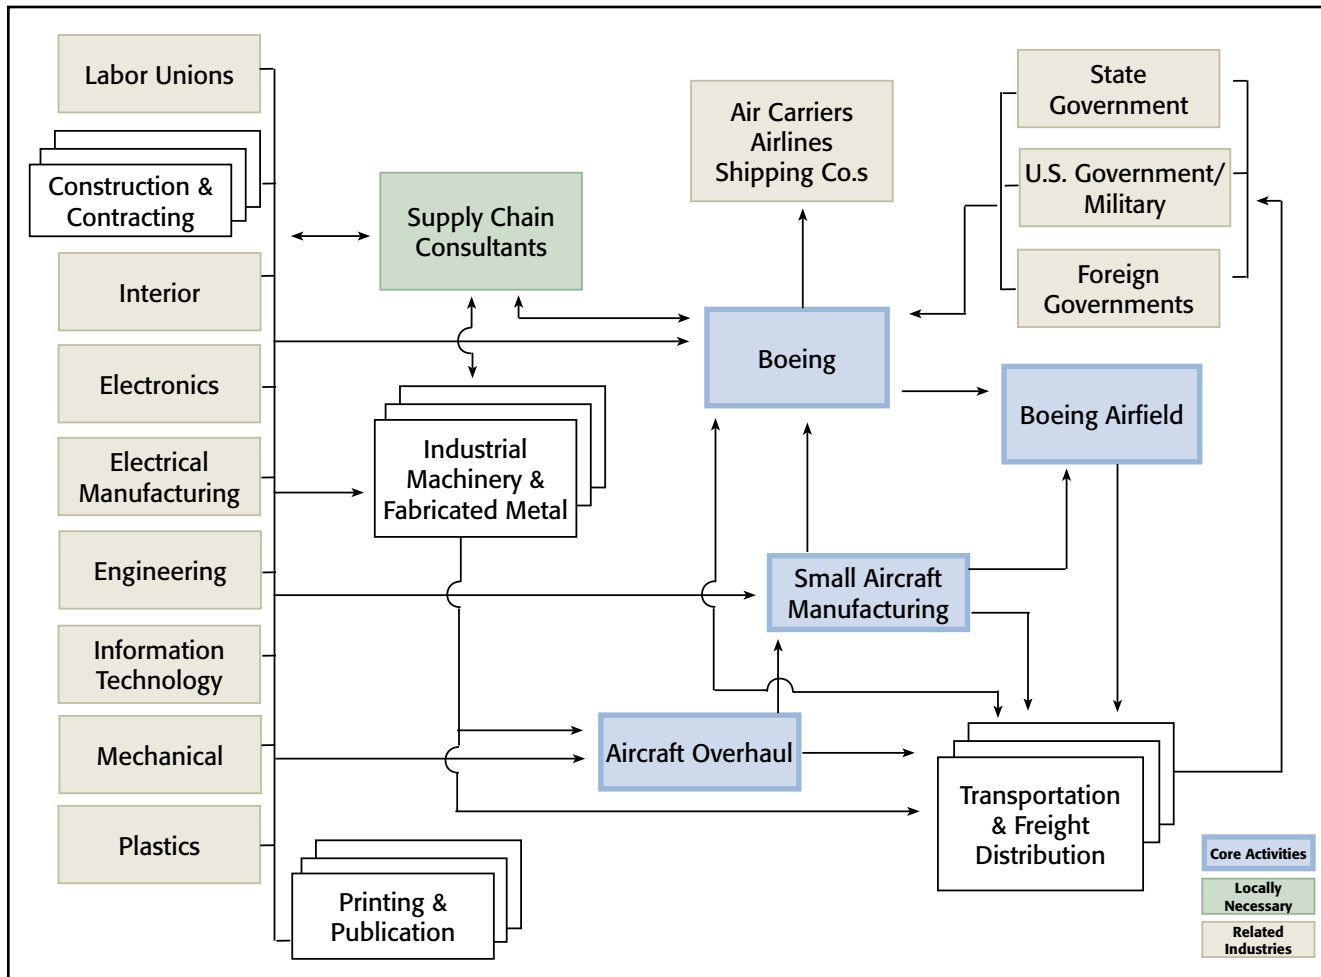 Labor Unions
Construction &
Contracting
Interior
Electronics
Electrical
Manufacturing
Engineering
Information
Technology
Mechanical
Plastics
Printing &
Publication
Supply Chain
Consultants
Industrial
Machinery &
Fabricated Metal
Air Carriers
Airlines
Shipping Co.s
Boeing
Small Aircraft
Manufacturing
Aircraft Overhaul
State
Government
U.S. Government/
Military
Foreign
Governments
Boeing Airfield
Transportation
& Freight
Distribution
Core Activities
Locally
Necessary
Related
Industries